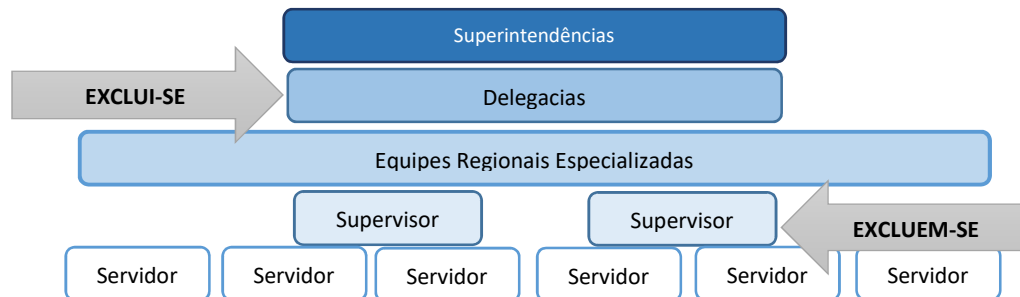 Superintendências
EXCLUI-SE
Delegacias
Equipes Regionais Especializadas
Supervisor
Supervisor
EXCLUEM-SE
Servidor
Servidor
Servidor
Servidor
Servidor
Servidor